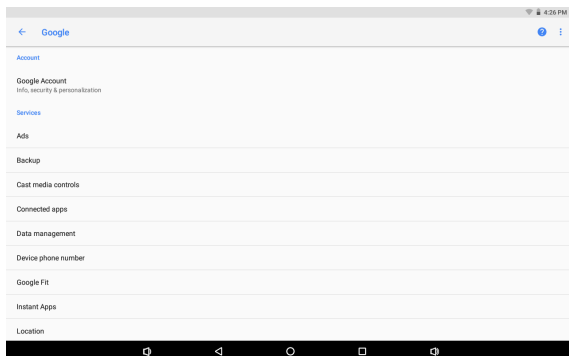 4:26 PM
Google
Account
Google Account
Info, security & personalization
Services
Ads
Backup
Cast media controls
Connected apps
Data management
Device phone number
Google Fit
Instant Apps
Location